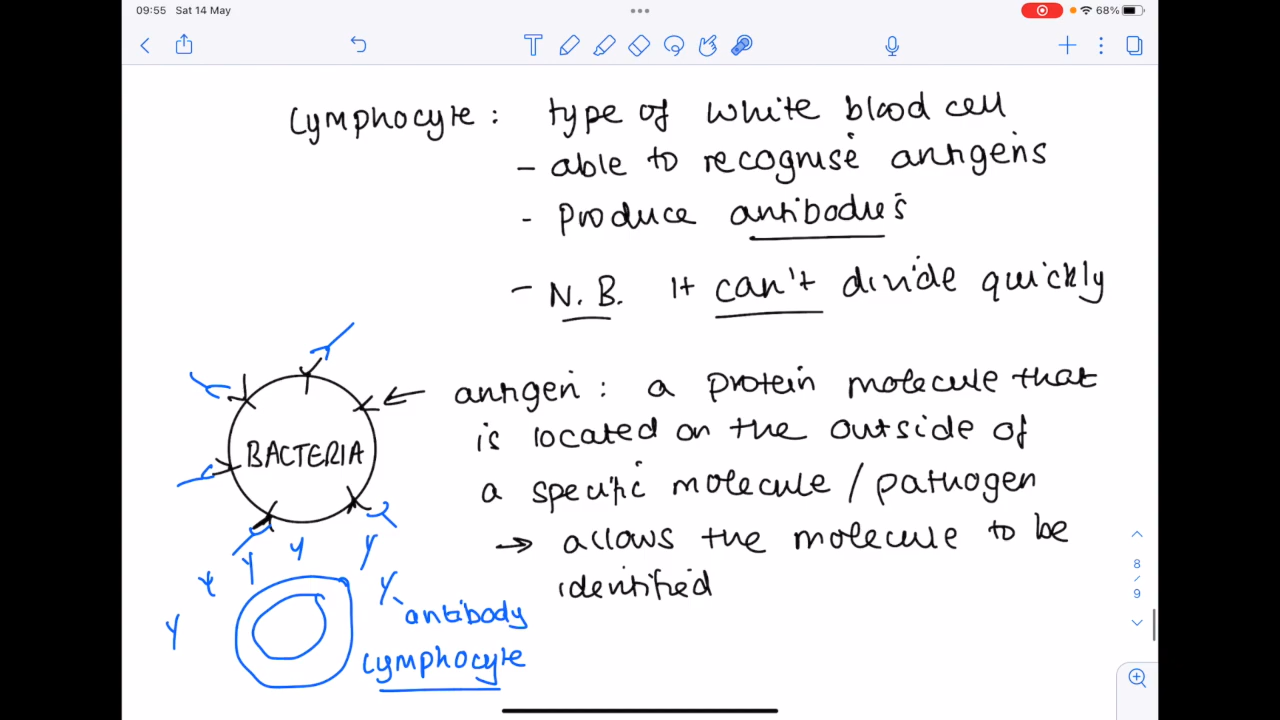 09:55 Sat 14 May
68%
T
Lymphocyte : type of white blood cell
- able to recognise antigens
- Produce antibodies
- N.B. It can't divide quickly
antigen : a protein molecule that
is located on the outside of
a specific molecule / pathogen
→ allows the molecule to be
identified
BACTERIA
antibody
Lymphocyte
8
/
9